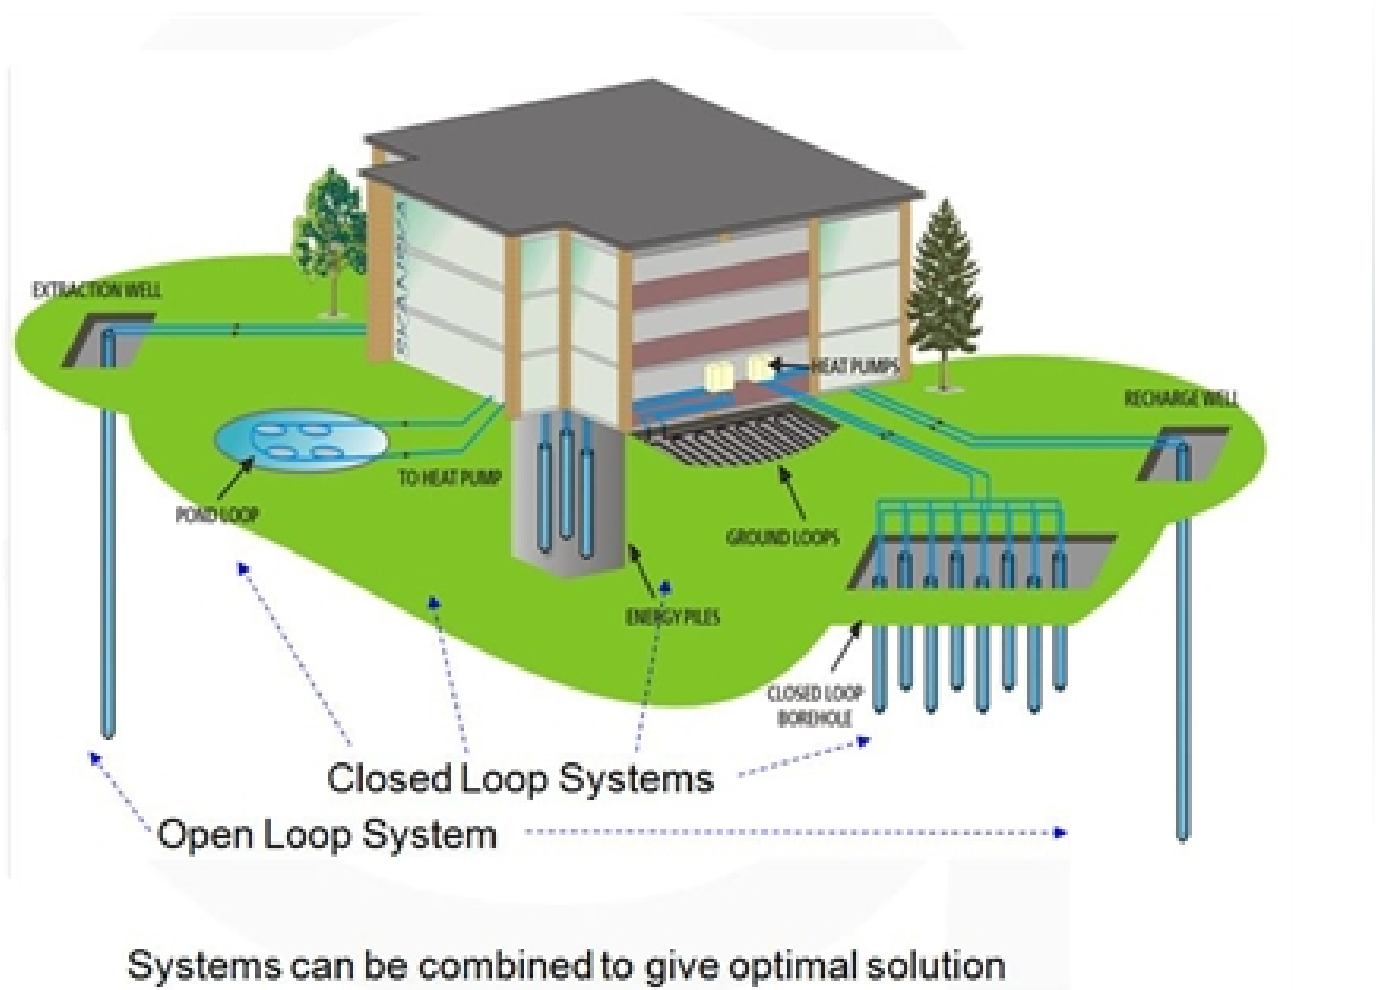 EXTRACTION WELL
HEAT PUMPS
RECHARGE WELL
TO HEAT PUMP
POND LOOP
GROUND LOOPS
ENERGY PILES
CLOSED LOOP
BOREHOLE
Closed Loop Systems
Open Loop System
Systems can be combined to give optimal solution